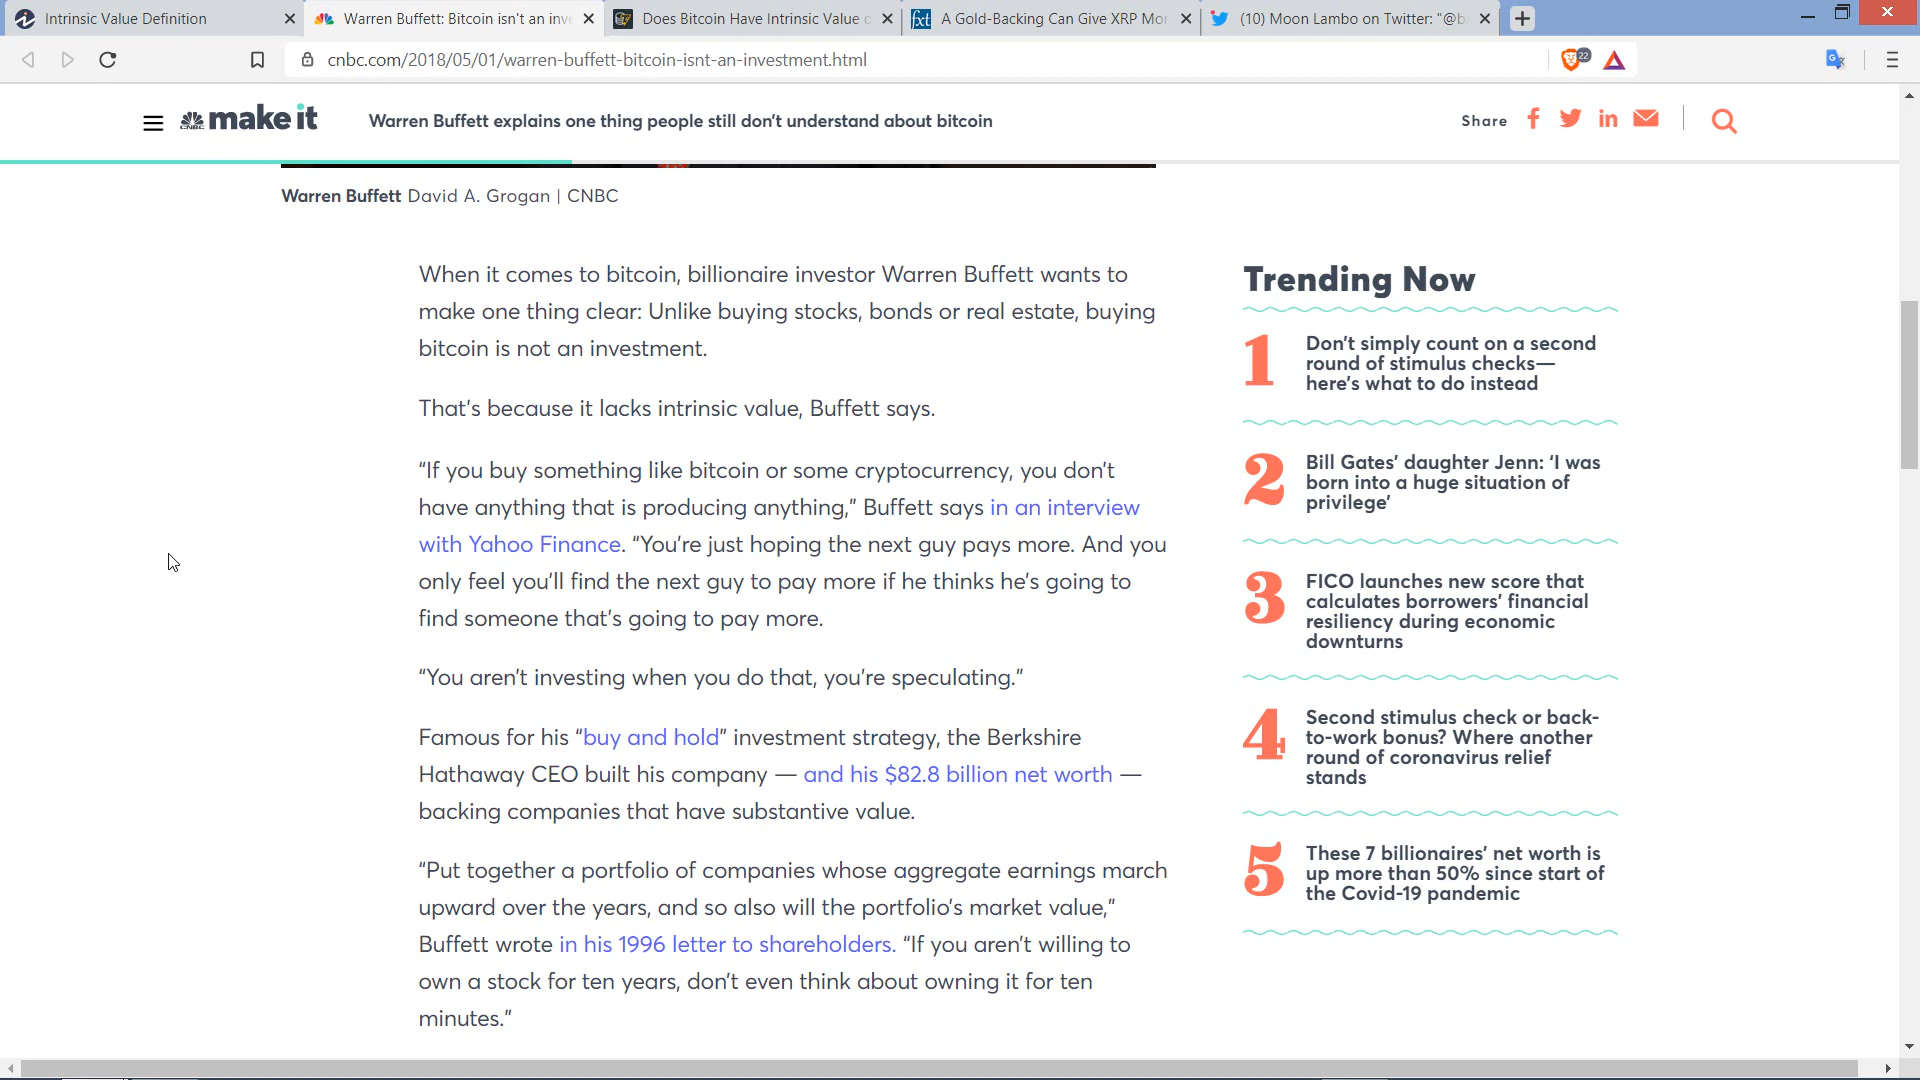 Intrinsic Value Definition
Warren Buffett: Bitcoin isn't an inve
Does Bitcoin Have Intrinsic Value o
fxt A Gold-Backing Can Give XRP Mor
(10) Moon Lambo on Twitter: "@b
cnbc.com/2018/05/01/warren-buffett-bitcoin-isnt-an-investment.html
22
CNBC make it
Warren Buffett explains one thing people still don't understand about bitcoin
Share
Warren Buffett David A. Grogan | CNBC
When it comes to bitcoin, billionaire investor Warren Buffett wants to
make one thing clear: Unlike buying stocks, bonds or real estate, buying
bitcoin is not an investment.
That's because it lacks intrinsic value, Buffett says.
“If you buy something like bitcoin or some cryptocurrency, you don't
have anything that is producing anything,” Buffett says in an interview
with Yahoo Finance. “You're just hoping the next guy pays more. And you
only feel you'll find the next guy to pay more if he thinks he's going to
find someone that's going to pay more.
“You aren't investing when you do that, you're speculating.”
Famous for his “buy and hold” investment strategy, the Berkshire
Hathaway CEO built his company — and his $82.8 billion net worth —
backing companies that have substantive value.
“Put together a portfolio of companies whose aggregate earnings march
upward over the years, and so also will the portfolio's market value,”
Buffett wrote in his 1996 letter to shareholders. “If you aren't willing to
own a stock for ten years, don't even think about owning it for ten
minutes.”
Trending Now
1
Don't simply count on a second
round of stimulus checks—
here's what to do instead
2
Bill Gates' daughter Jenn: 'I was
born into a huge situation of
privilege'
3
FICO launches new score that
calculates borrowers' financial
resiliency during economic
downturns
4
Second stimulus check or back-
to-work bonus? Where another
round of coronavirus relief
stands
5
These 7 billionaires' net worth is
up more than 50% since start of
the Covid-19 pandemic